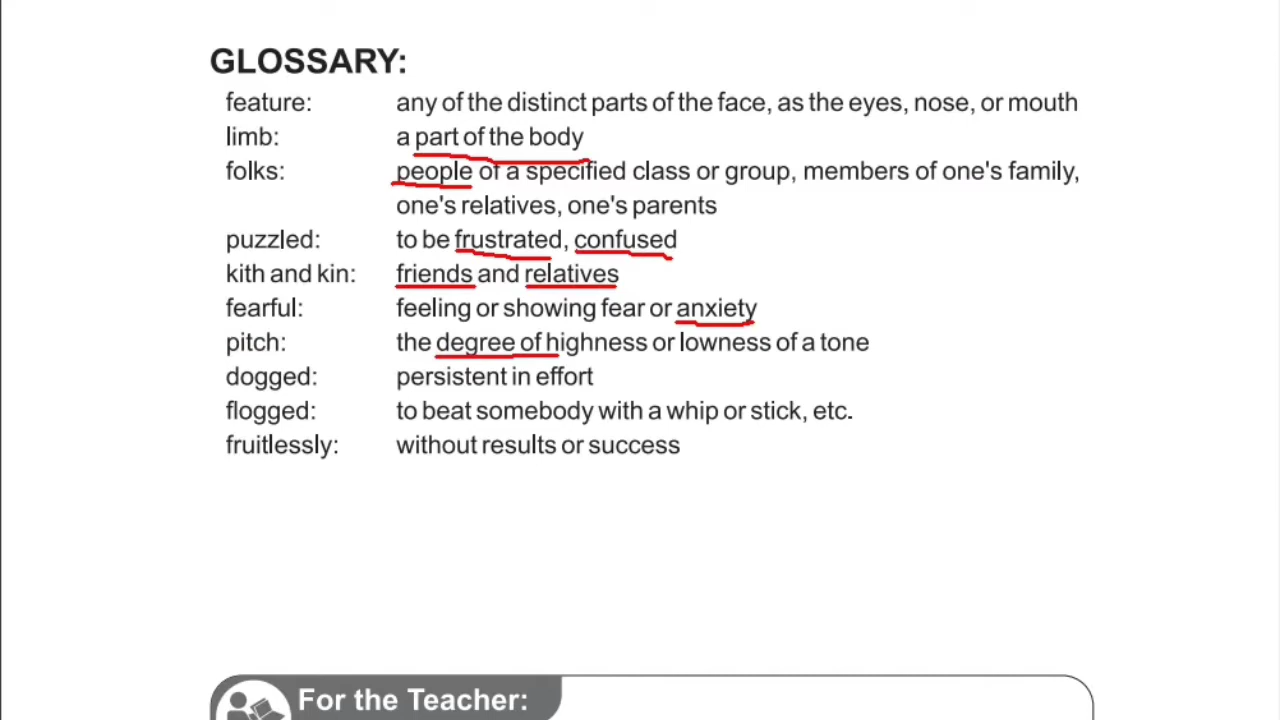 GLOSSARY:
feature: any of the distinct parts of the face, as the eyes, nose, or mouth
limb: a part of the body
folks: people of a specified class or group, members of one's family,
one's relatives, one's parents
puzzled: to be frustrated, confused
kith and kin: friends and relatives
fearful: feeling or showing fear or anxiety
pitch: the degree of highness or lowness of a tone
dogged: persistent in effort
flogged: to beat somebody with a whip or stick, etc.
fruitlessly: without results or success
For the Teacher: